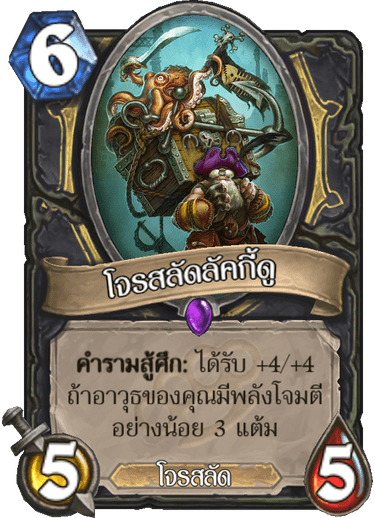 6
โจรสลัดลัคกี้ดู
คำรามสู้ศึก: ได้รับ +4/+4
ถ้าอาวุธของคุณมีพลังโจมตี
อย่างน้อย 3 แต้ม
5
โจรสลัด
5